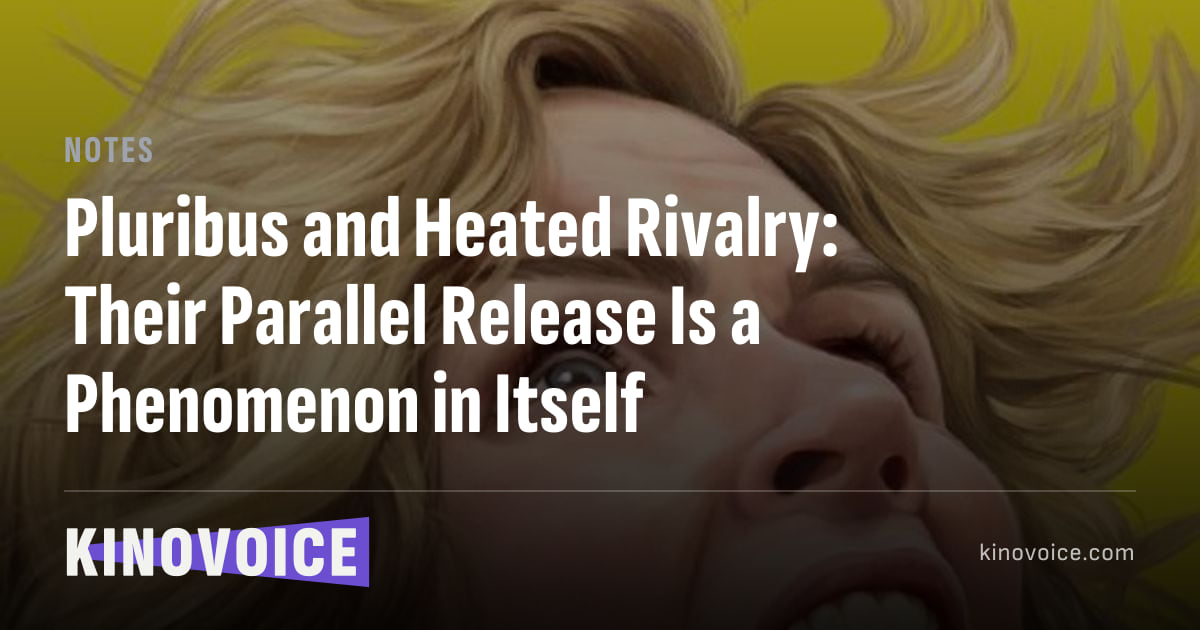 NOTES
Pluribus and Heated Rivalry:
Their Parallel Release Is a
Phenomenon in Itself
KINOVOICE
kinovoice.com